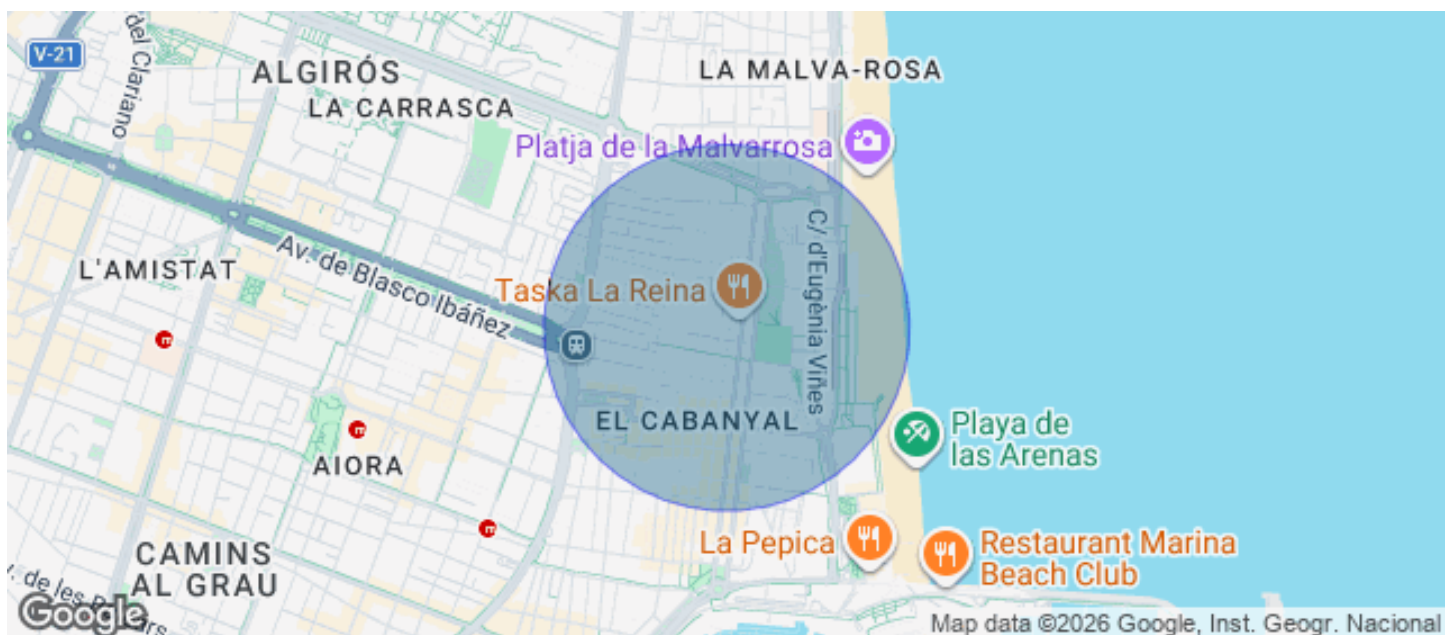 V-21
del Clariano
ALGIRÓS
LA CARRASCA
LA MALVA-ROSA
Platja de la Malvarrosa
C/ d'Eugènia Viñes
L'AMISTAT
Av. de Blasco Ibáñez
Taska La Reina
EL CABANYAL
Playa de
las Arenas
AIORA
La Pepica
Restaurant Marina
Beach Club
CAMINS
AL GRAU
Google
Map data ©2026 Google, Inst. Geogr. Nacional